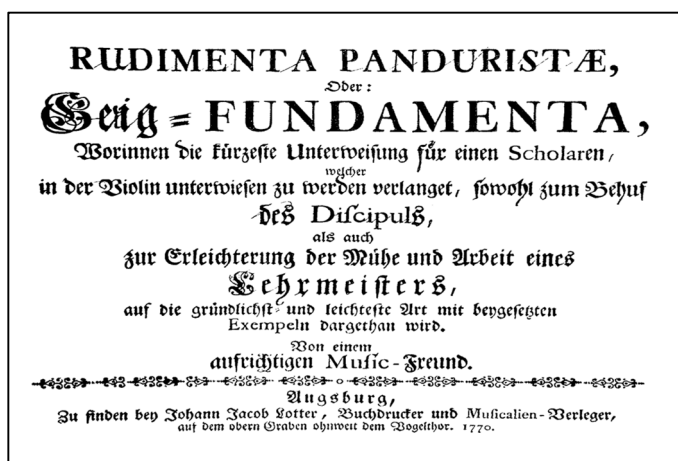 RUDIMENTA PANDURISTÆ,
Oder:
Geig-FUNDAMENTA,
Worinnen die kürzeste Unterweisung für einen Scholaren,
welcher
in der Violin unterwiesen zu werden verlanget, sowohl zum Behuf
des Discipuls,
als auch
zur Erleichterung der Mühe und Arbeit eines
Lehrmeisters,
auf die gründlichst- und leichteste Art mit beygesetzten
Exempeln dargethan wird.
Von einem
aufrichtigen Music-Freund.
Augsburg,
Zu finden bey Johann Jacob Lotter, Buchdrucker und Musicalien-Verleger,
auf dem obern Graben ohnweit dem Vogelthor. 1770.